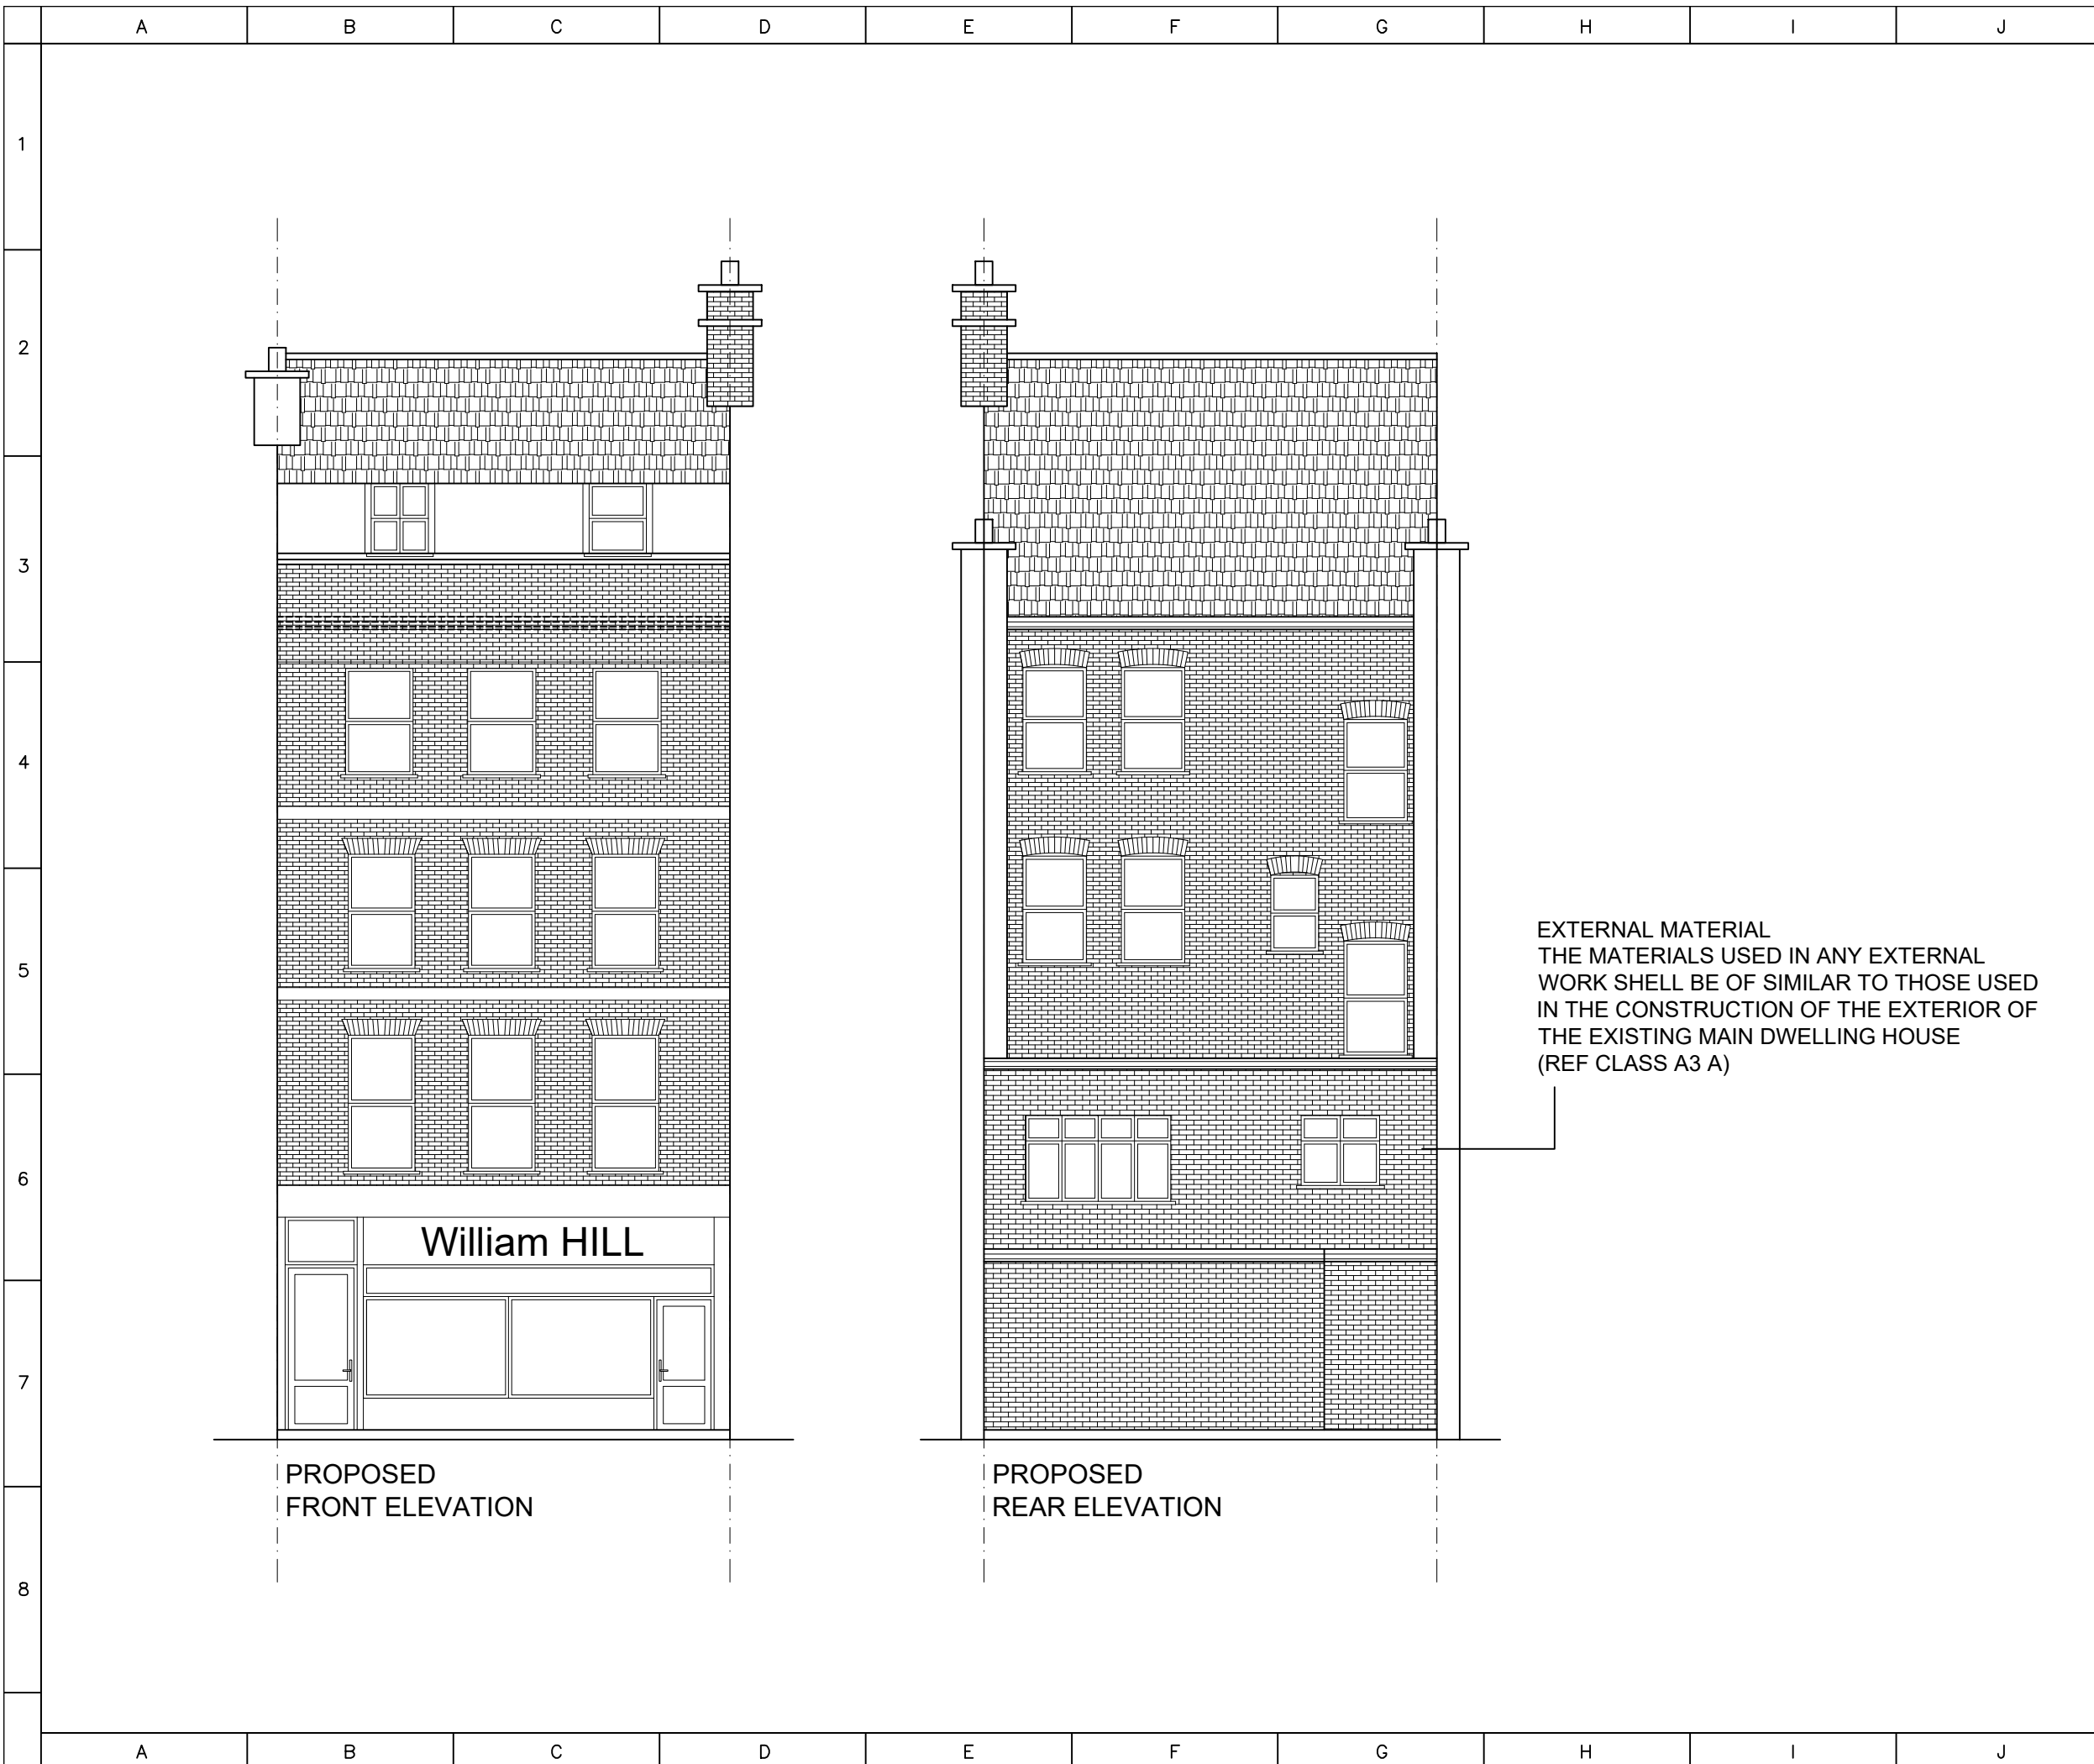 A B C D E F G H I J
1
2
3
4
5
6
7
8
William HILL
EXTERNAL MATERIAL
THE MATERIALS USED IN ANY EXTERNAL
WORK SHELL BE OF SIMILAR TO THOSE USED
IN THE CONSTRUCTION OF THE EXTERIOR OF
THE EXISTING MAIN DWELLING HOUSE
(REF CLASS A3 A)
PROPOSED
FRONT ELEVATION
PROPOSED
REAR ELEVATION
A B C D E F G H I J